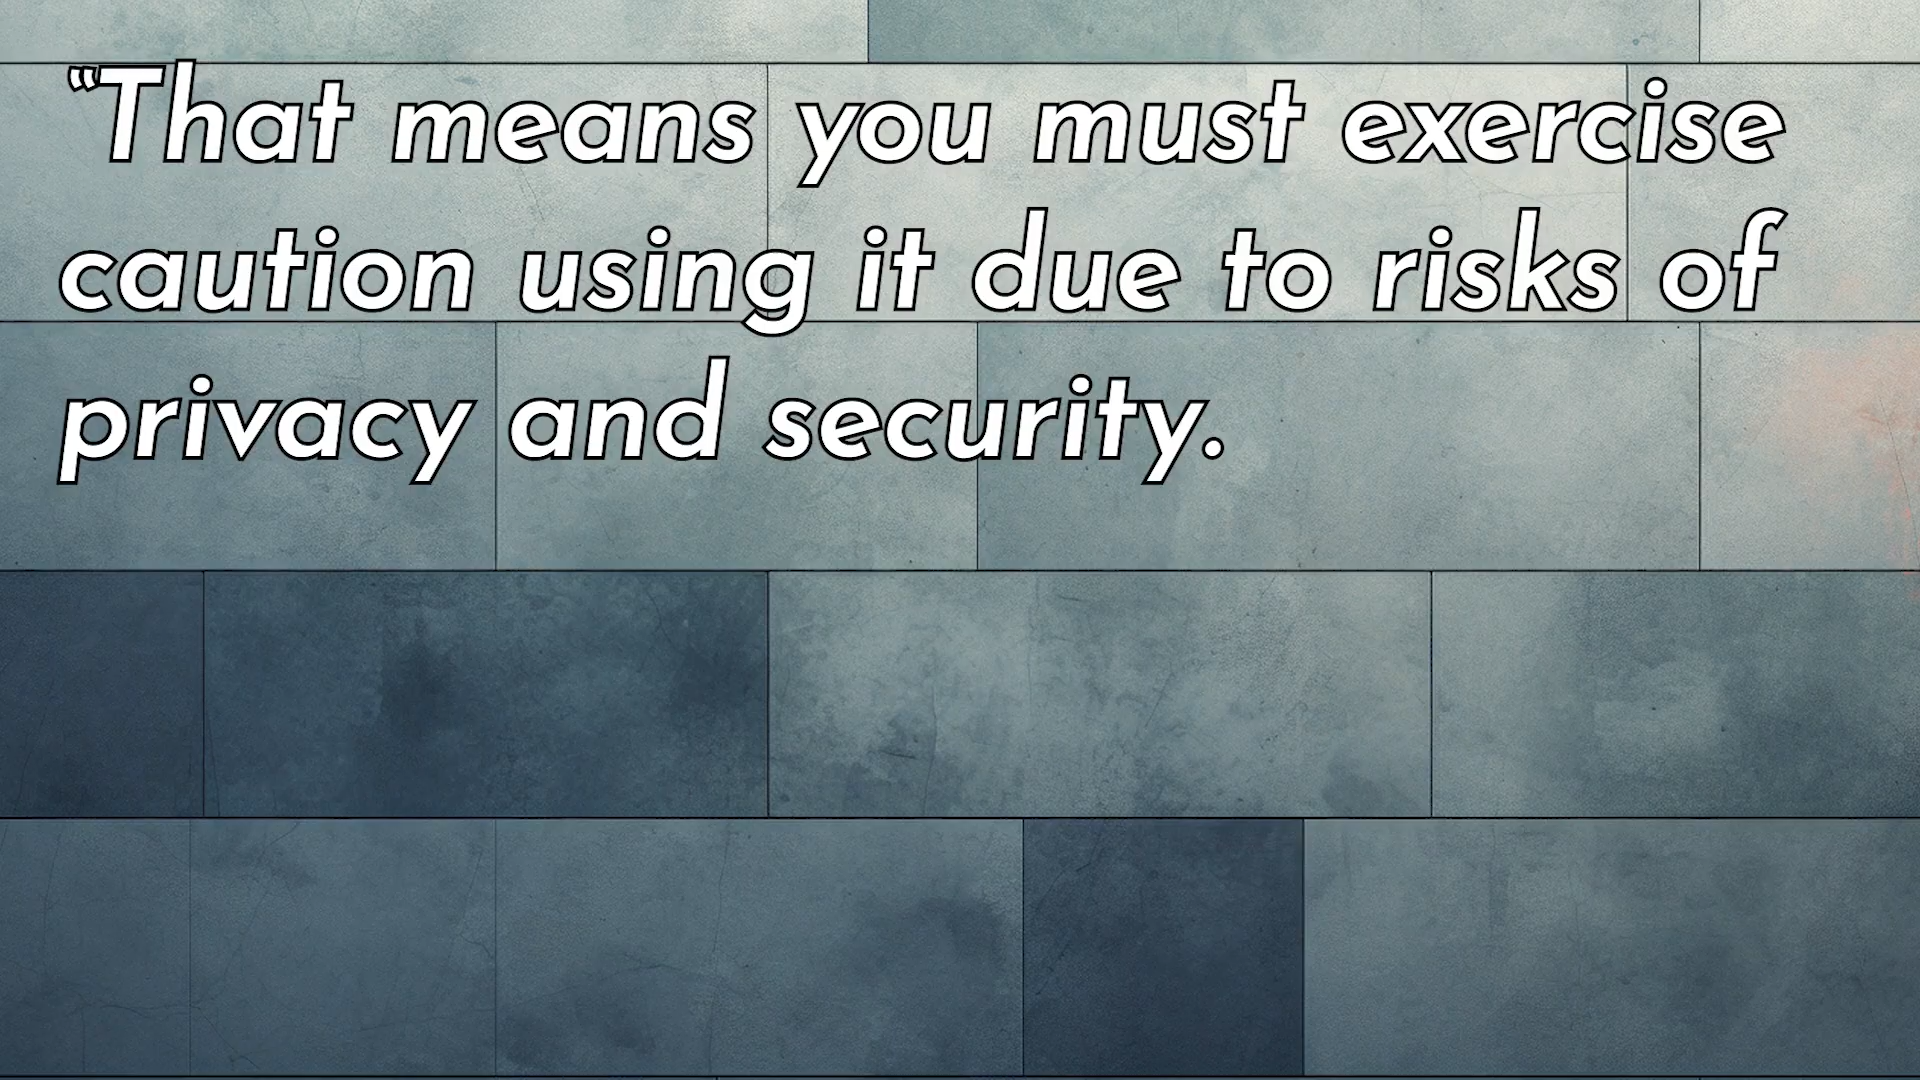 “That means you must exercise
caution using it due to risks of
privacy and security.